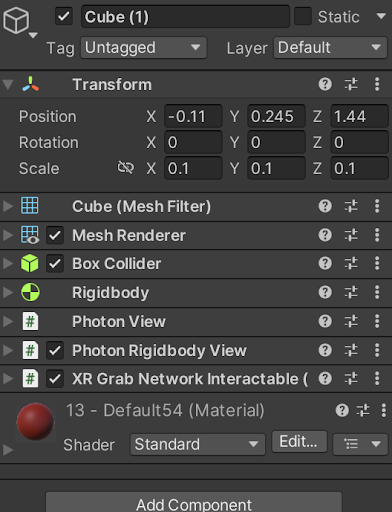 Cube (1) Static
Tag Untagged Layer Default
Transform
Position X -0.11 Y 0.245 Z 1.44
Rotation X 0 Y 0 Z 0
Scale X 0.1 Y 0.1 Z 0.1
Cube (Mesh Filter)
Mesh Renderer
Box Collider
Rigidbody
# Photon View
# Photon Rigidbody View
# XR Grab Network Interactable (
13 - Default54 (Material)
Shader Standard Edit...
Add Component